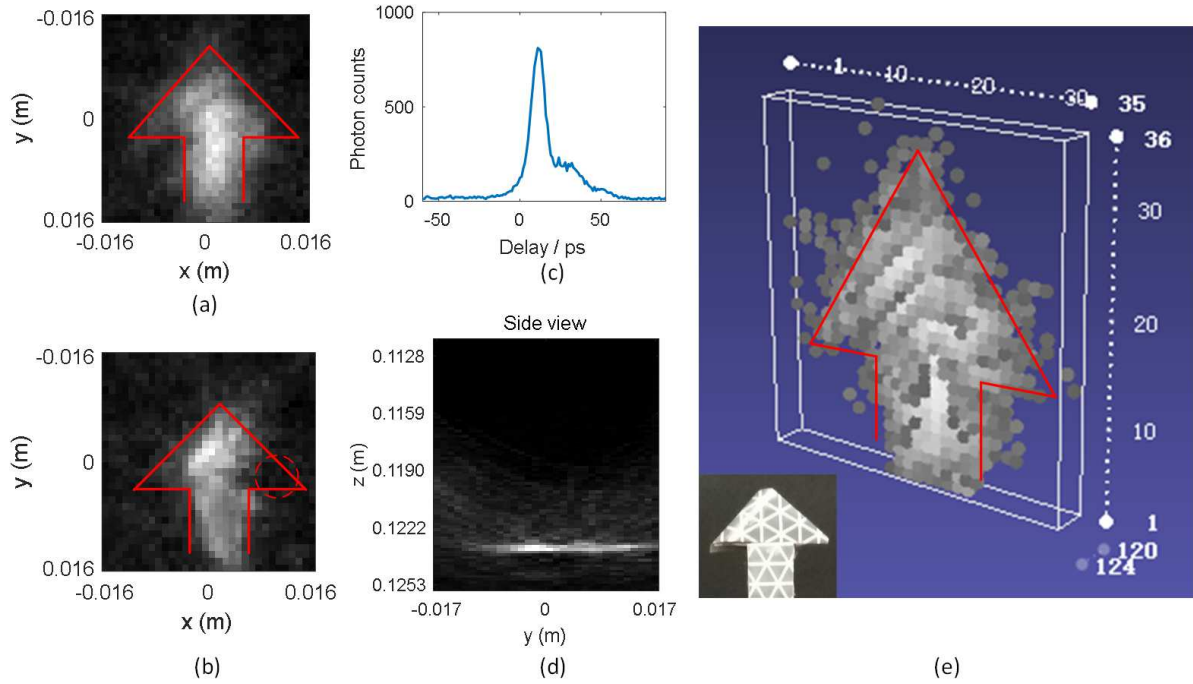 -0.016
0
0.016
y (m)
-0.016
0
0.016
x (m)
(a)
1000
500
0
Photon counts
-50
0
50
Delay / ps
(c)
-0.016
0
0.016
y (m)
-0.016
0
0.016
x (m)
(b)
Side view
0.1128
0.1159
0.1190
0.1222
0.1253
z (m)
-0.017
0
0.017
y (m)
(d)
1
10
20
30
35
36
30
20
10
1
120
124
(e)